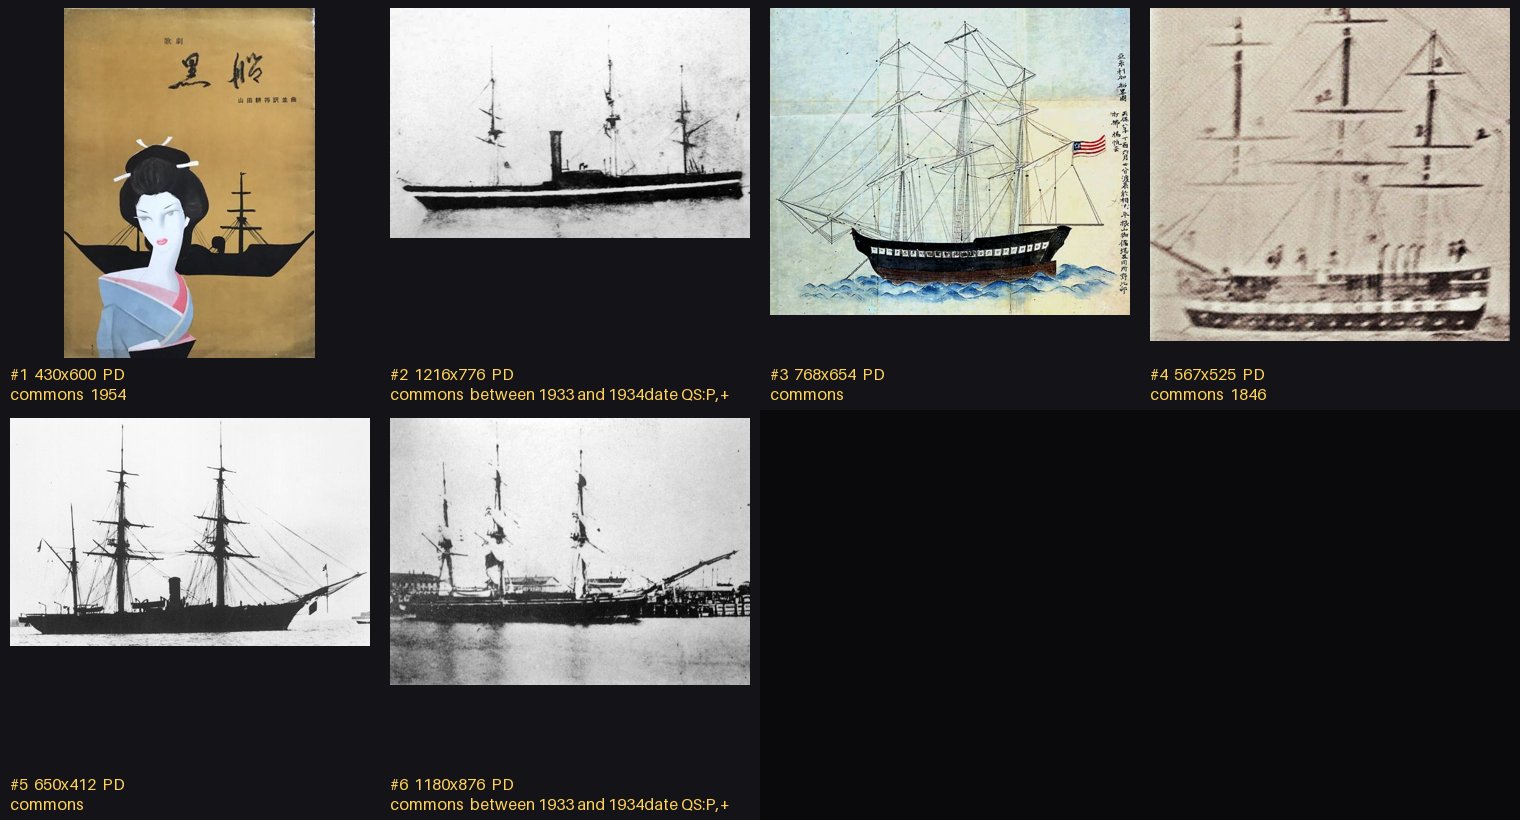 歌劇
黒船
山田耕筰訳並曲
#1 430x600 PD
commons 1954
#2 1216x776 PD
commons between 1933 and 1934date QS:P,+
#3 768x654 PD
commons
#4 567x525 PD
commons 1846
#5 650x412 PD
commons
#6 1180x876 PD
commons between 1933 and 1934date QS:P,+